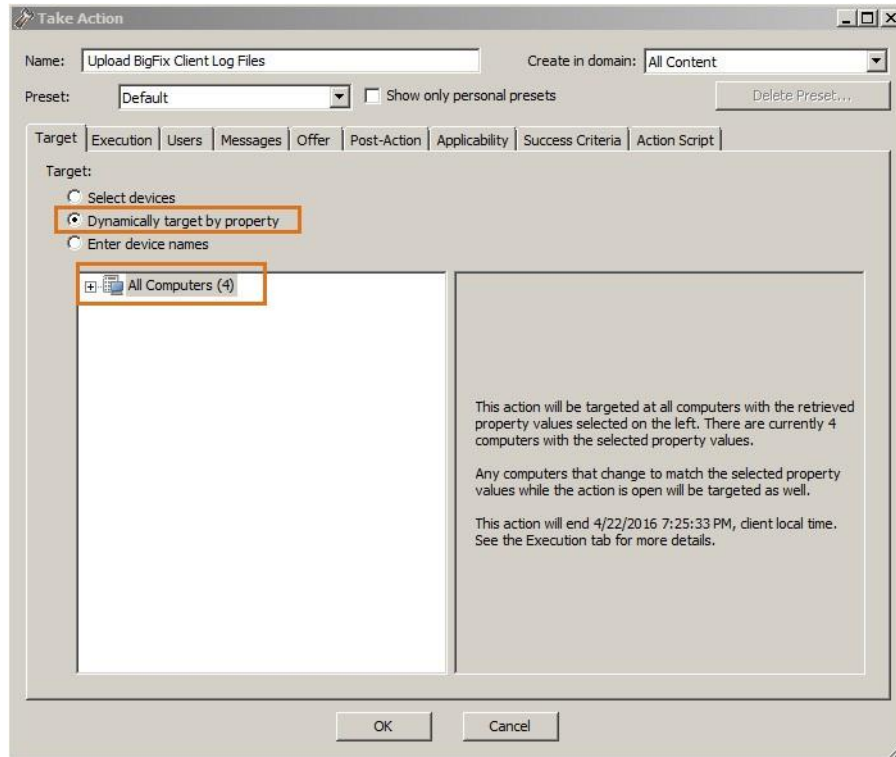 Take Action
Name: Upload BigFix Client Log Files Create in domain: All Content
Preset: Default Show only personal presets Delete Preset...
Target Execution Users Messages Offer Post-Action Applicability Success Criteria Action Script
Target:
Select devices
Dynamically target by property
Enter device names
All Computers (4)
This action will be targeted at all computers with the retrieved
property values selected on the left. There are currently 4
computers with the selected property values.
Any computers that change to match the selected property
values while the action is open will be targeted as well.
This action will end 4/22/2016 7:25:33 PM, client local time.
See the Execution tab for more details.
OK Cancel